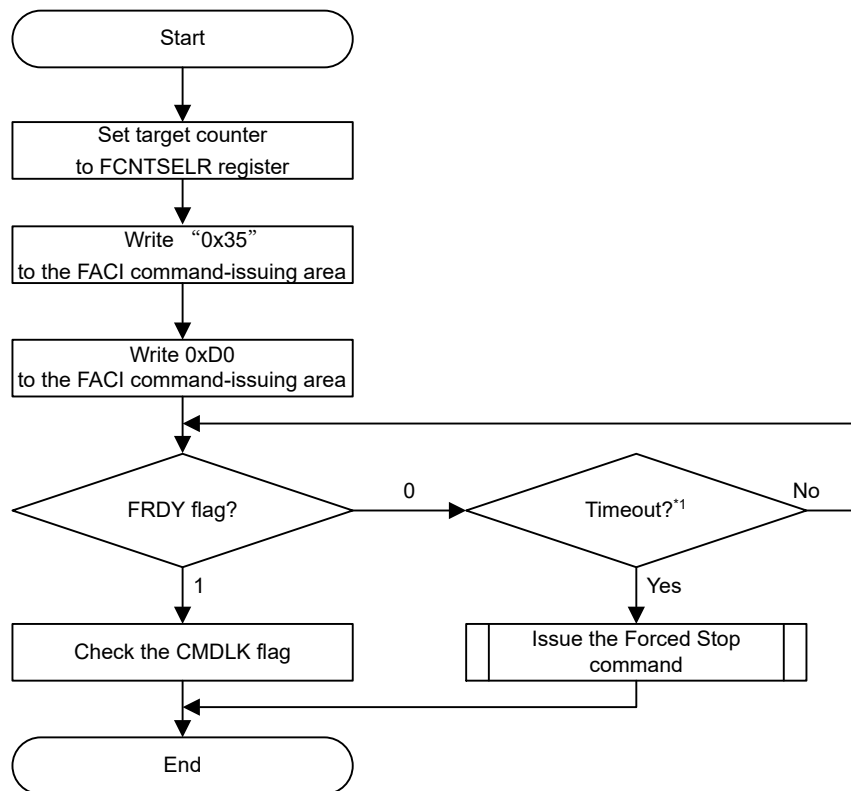 Start
Set target counter
to FCNTSELR register
Write “0x35”
to the FACI command-issuing area
Write 0xD0
to the FACI command-issuing area
FRDY flag?
0
Timeout?*1
No
1
Yes
Check the CMDLK flag
Issue the Forced Stop
command
End